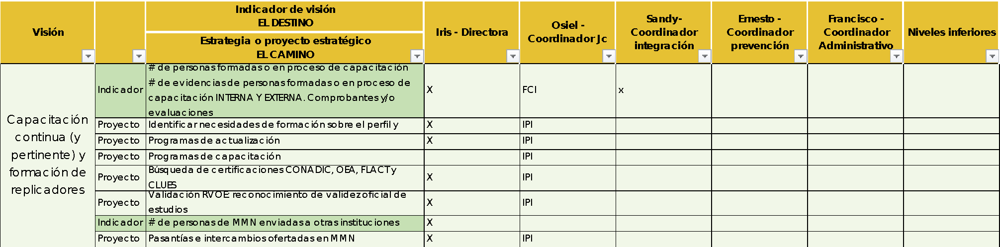 Visión
Indicador de visión
EL DESTINO
Estrategia o proyecto estratégico
EL CAMINO
Iris - Directora
Osiel -
Coordinador Jc
Sandy-
Coordinador
integración
Ernesto -
Coordinador
prevención
Francisco -
Coordinador
Administrativo
Niveles inferiores
Capacitación
continua (y
pertinente) y
formación de
replicadores
Indicador
# de personas formadas o en proceso de capacitación
# de evidencias de personas formadas o en proceso de
capacitación INTERNA Y EXTERNA. Comprobantes y/o
evaluaciones
X
FCI
x
Proyecto
Identificar necesidades de formación sobre el perfil y
X
IPI
Proyecto
Programas de actualización
X
IPI
Proyecto
Programas de capacitación
IPI
Proyecto
Búsqueda de certificaciones CONADIC, OEA, FLACT y
CLUES
X
IPI
Proyecto
Validación RVOE: reconocimiento de validez oficial de
estudios
X
IPI
Indicador
# de personas de MMN enviadas a otras instituciones
X
Proyecto
Pasantías e intercambios ofertadas en MMN
X
IPI